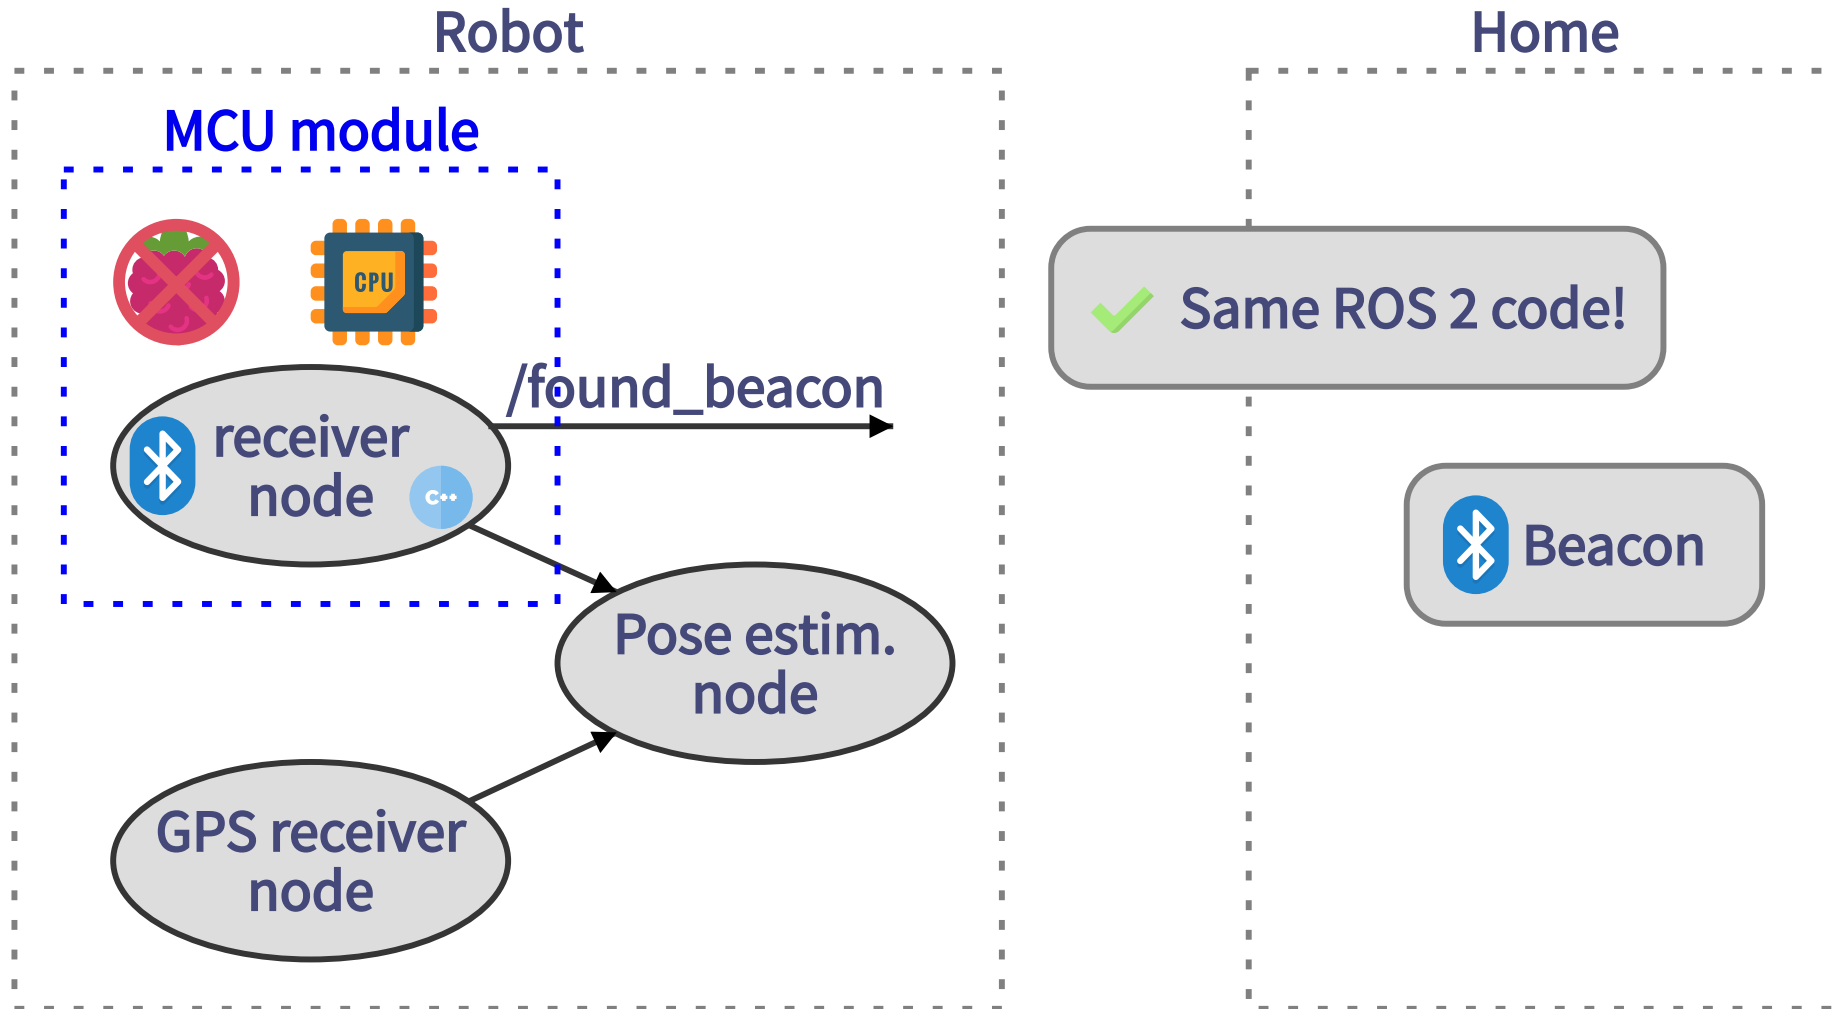 Robot
Home
MCU module
CPU
Same ROS 2 code!
/found_beacon
receiver
node
C++
Beacon
Pose estim.
node
GPS receiver
node